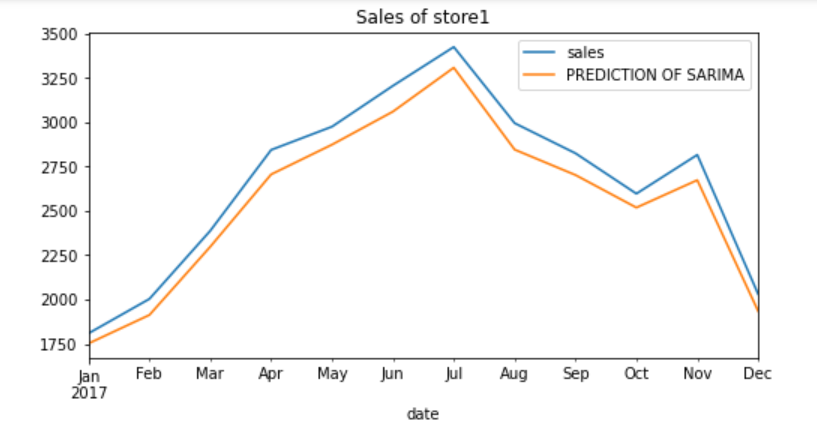 Sales of store1
3500
3250
3000
2750
2500
2250
2000
1750
sales
PREDICTION OF SARIMA
Jan Feb Mar Apr May Jun Jul Aug Sep Oct Nov Dec
2017
date